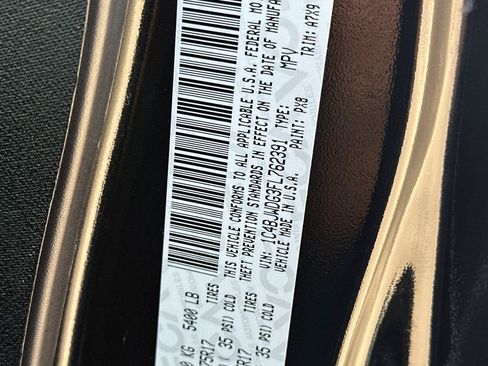 THIS VEHICLE CONFORMS TO ALL APPLICABLE U.S.A. FEDERAL MO
THEFT PREVENTION STANDARDS IN EFFECT ON THE DATE OF MANUFA
VIN: 1C4BJWDG3FL762391 TYPE: MPV
VEHICLE MADE IN U.S.A. PAINT: PX8 TRIM: A7X9
KG 5400 LB
75R17 TIRES
( 35 PSI) COLD
R17 TIRES
35 PSI) COLD